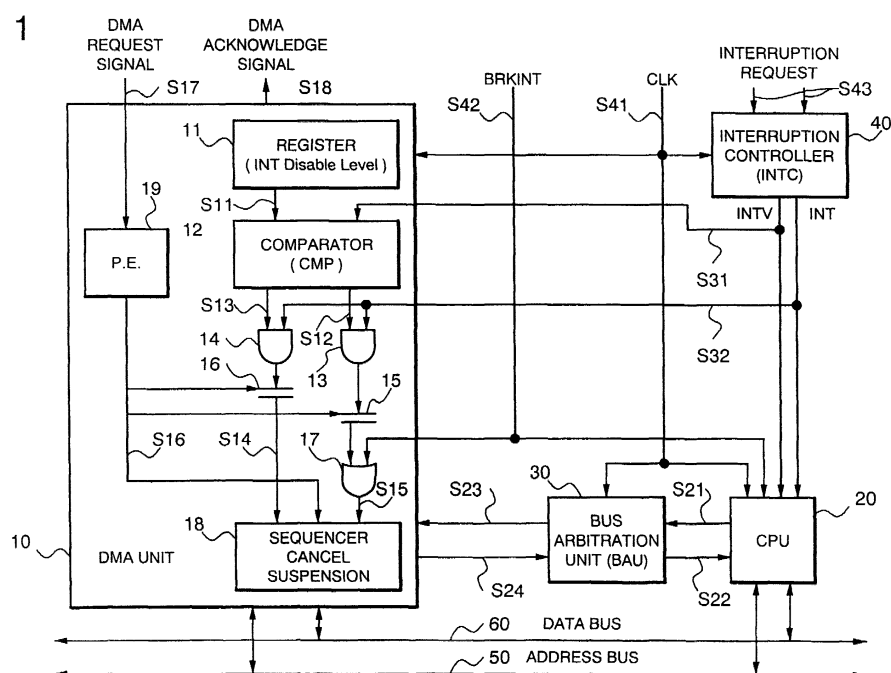 1
DMA
REQUEST
SIGNAL
DMA
ACKNOWLEDGE
SIGNAL
S17
S18
BRKINT
S42
CLK
S41
INTERRUPTION
REQUEST
S43
40
INTERRUPTION
CONTROLLER
(INTC)
INTV
INT
11
REGISTER
( INT Disable Level )
S11
19
P.E.
12
COMPARATOR
( CMP )
S31
S13
S12
S32
14
13
16
15
S16
S14
17
S15
18
SEQUENCER
CANCEL
SUSPENSION
10
DMA UNIT
S23
S24
30
BUS
ARBITRATION
UNIT (BAU)
S21
S22
20
CPU
60
DATA BUS
50
ADDRESS BUS